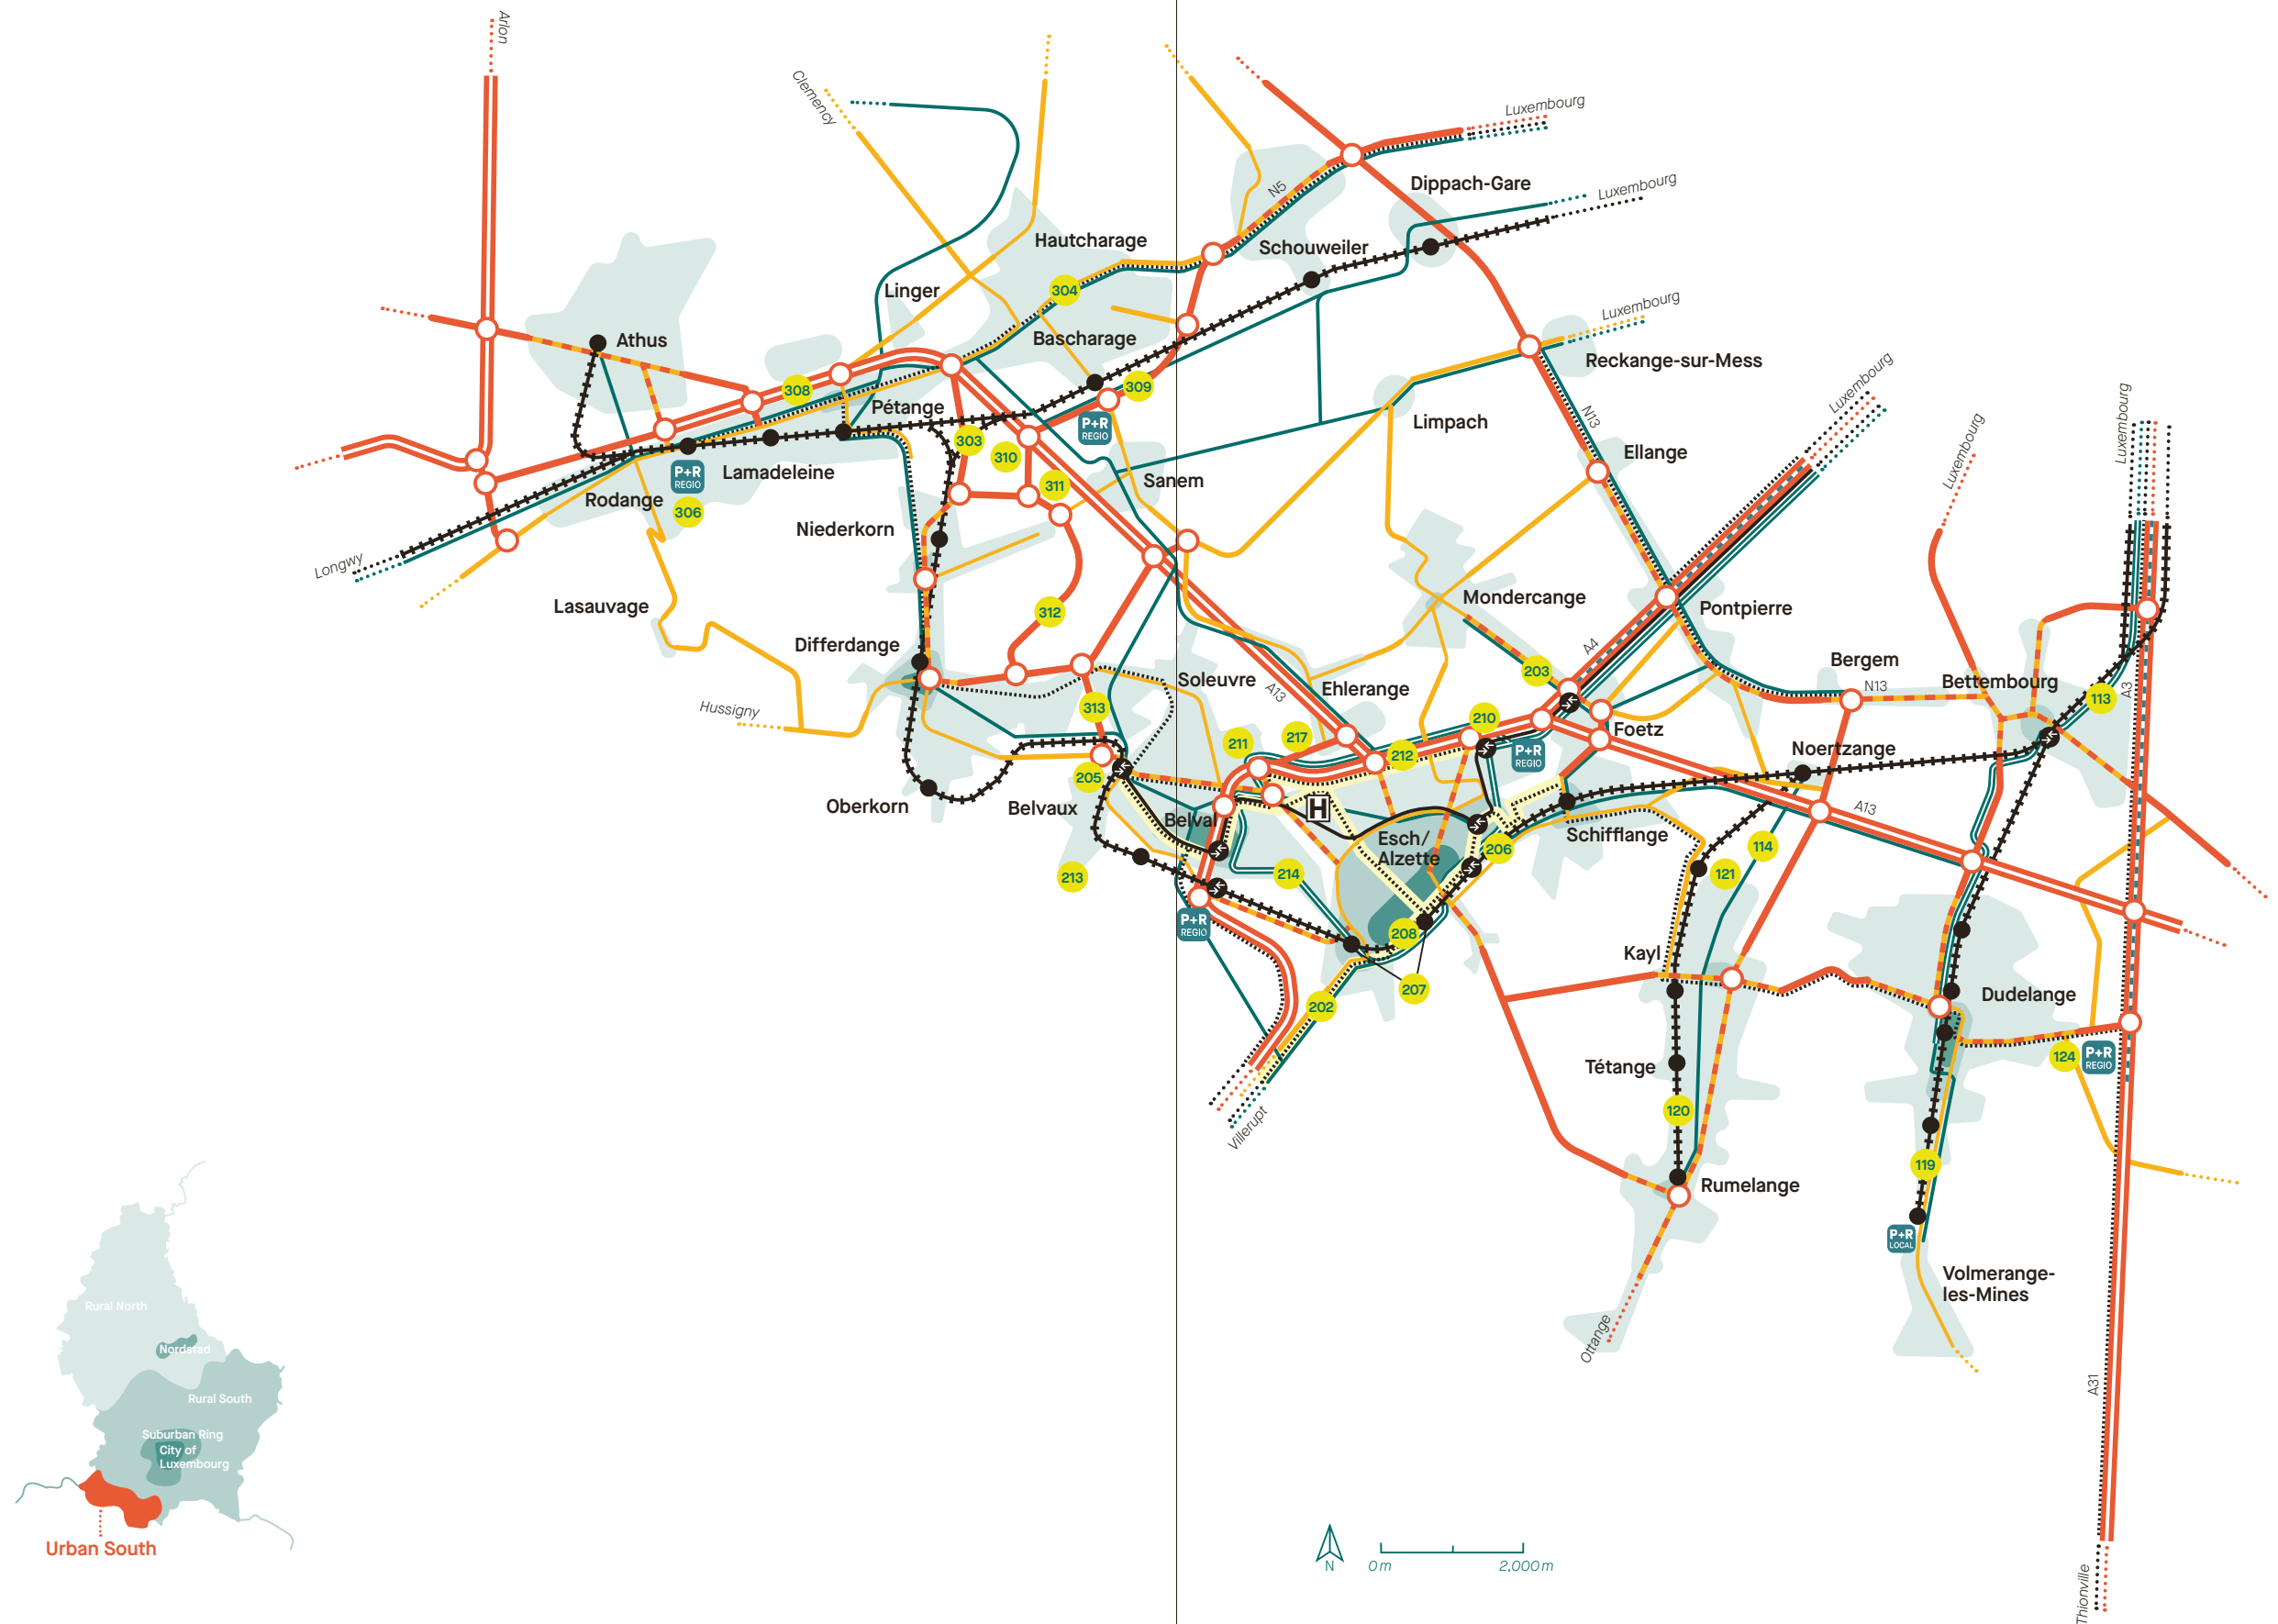 Arlon
Clemency
Luxembourg
N5
Dippach-Gare
Luxembourg
Hautcharage
Schouweiler
Linger
304
Luxembourg
Athus
Bascharage
Reckange-sur-Mess
308
309
Pétange
N13
Limpach
Luxembourg
P+R
REGIO
303
310
Ellange
Luxembourg
Luxembourg
P+R
REGIO
Lamadeleine
311
Sanem
Rodange
306
Niederkorn
Longwy
Lasauvage
312
Mondercange
Pontpierre
Differdange
A4
203
Bergem
Soleuvre
A13
Ehlerange
N13
Bettembourg
A3
113
Hussigny
313
210
211
217
212
Foetz
P+R
REGIO
Noertzange
205
Oberkorn
Belvaux
Belval
H
A13
Esch/
Alzette
Schifflange
206
114
213
214
121
P+R
REGIO
208
Kayl
207
202
Dudelange
124
P+R
REGIO
Tétange
120
Villerupt
119
Rumelange
P+R
LOCAL
Volmerange-
les-Mines
Ottange
A31
Thionville
Rural North
Nordstad
Rural South
Suburban Ring
City of
Luxembourg
Urban South
N
0 m
2,000 m